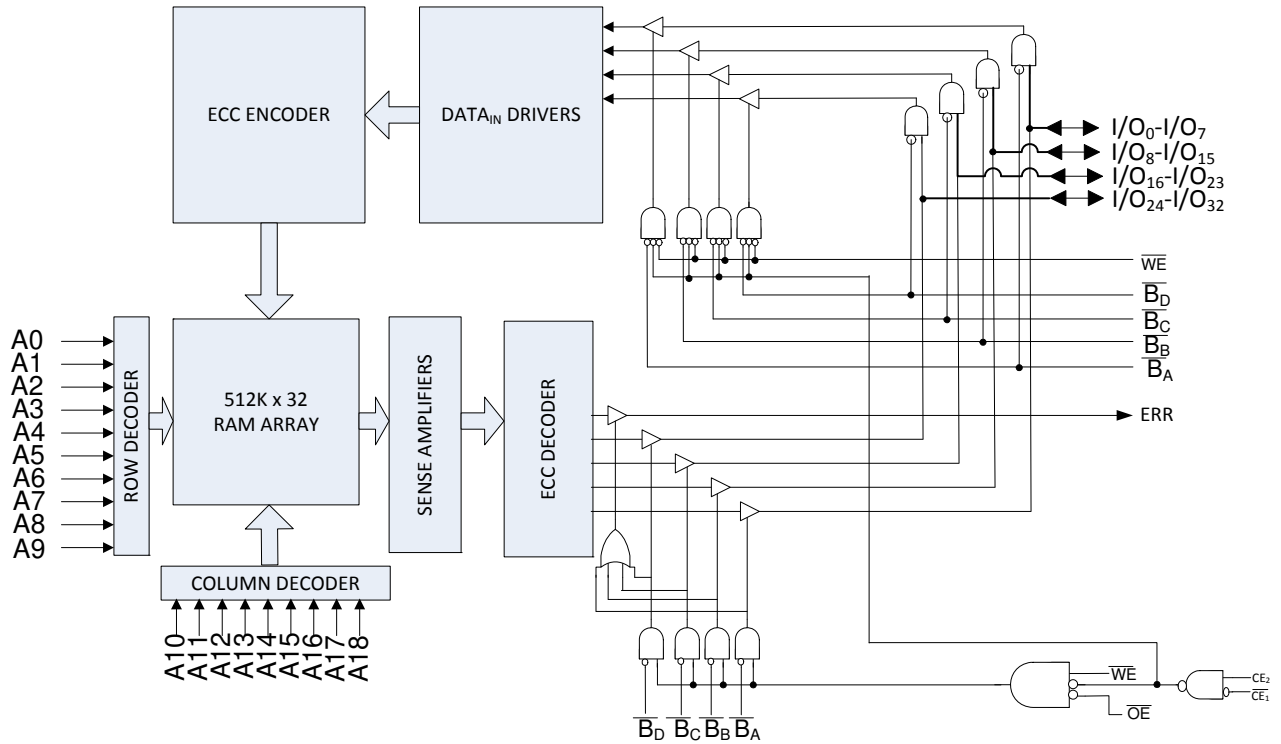 ECC ENCODER
DATAIN DRIVERS
I/O0-I/O7
I/O8-I/O15
I/O16-I/O23
I/O24-I/O32
WE
BD
BC
BB
BA
A0
A1
A2
A3
A4
A5
A6
A7
A8
A9
ROW DECODER
512K x 32
RAM ARRAY
SENSE AMPLIFIERS
ECC DECODER
ERR
COLUMN DECODER
A10
A11
A12
A13
A14
A15
A16
A17
A18
BD
BC
BB
BA
WE
OE
CE2
CE1